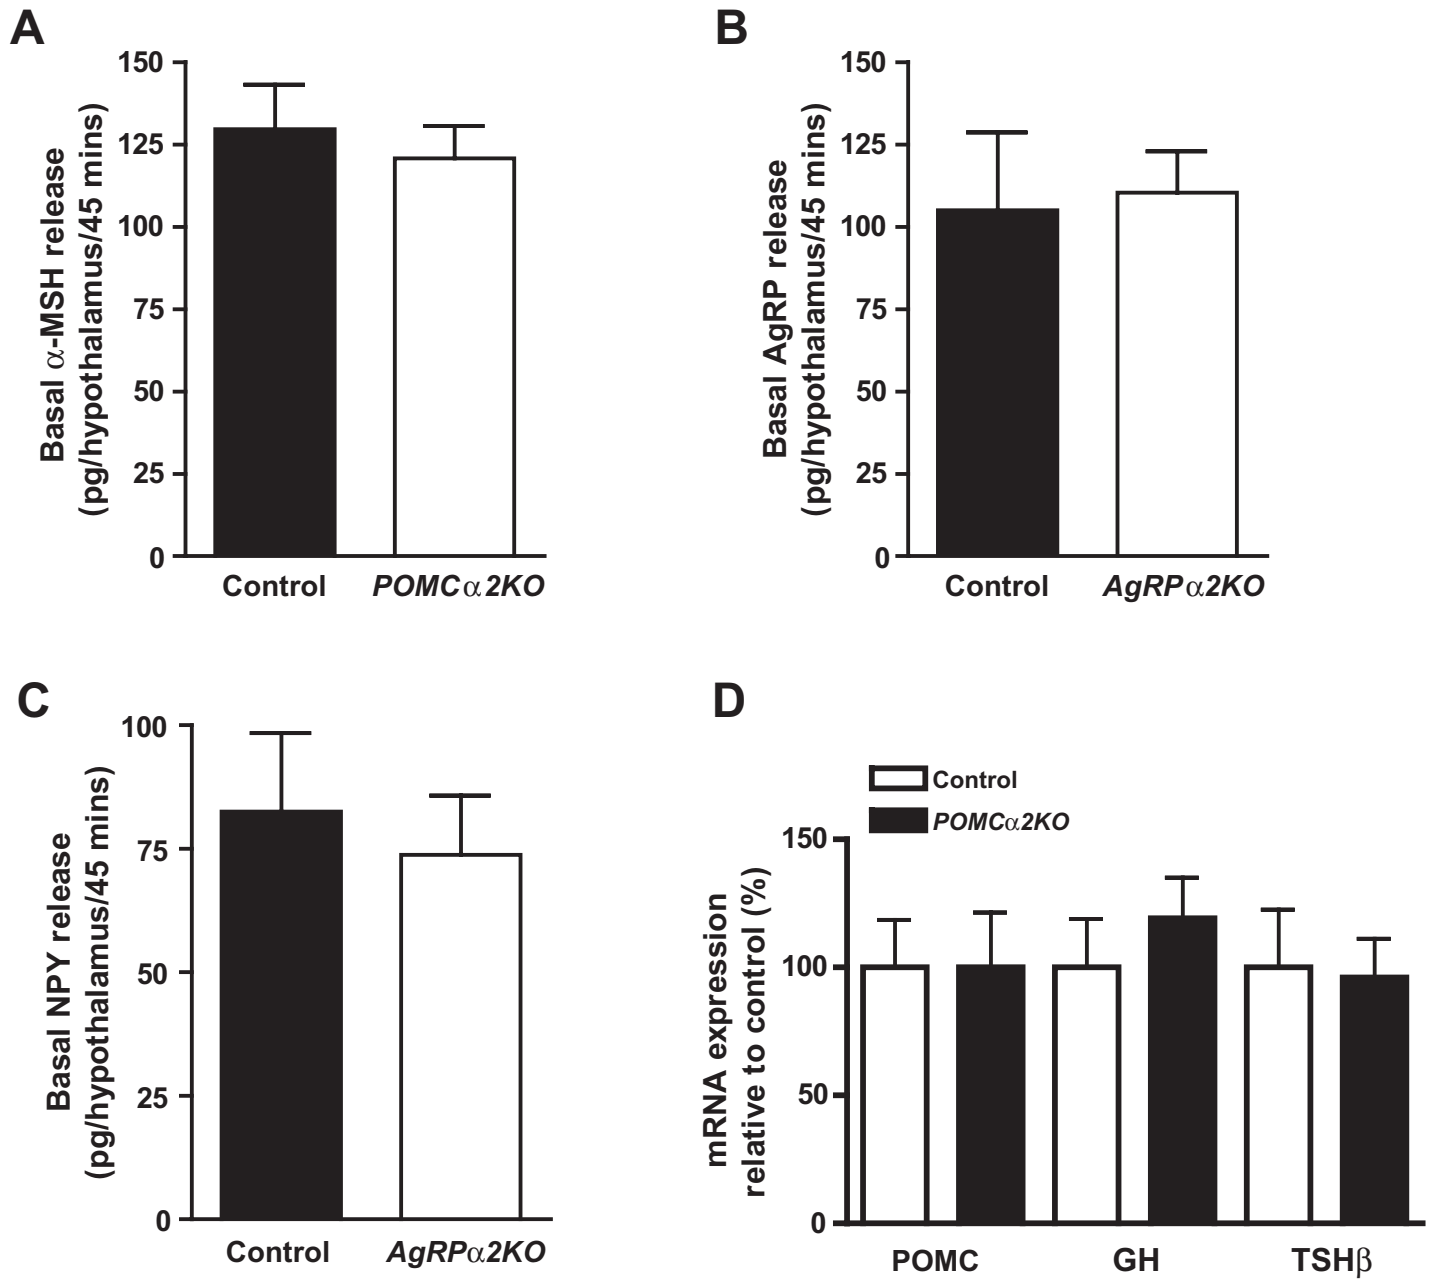 A
Basal α-MSH release
(pg/hypothalamus/45 mins)
150
125
100
75
50
25
0
Control
POMCα2KO
B
Basal AgRP release
(pg/hypothalamus/45 mins)
150
125
100
75
50
25
0
Control
AgRPα2KO
C
Basal NPY release
(pg/hypothalamus/45 mins)
100
75
50
25
0
Control
AgRPα2KO
D
Control
POMCα2KO
mRNA expression
relative to control (%)
150
100
50
0
POMC
GH
TSHβ